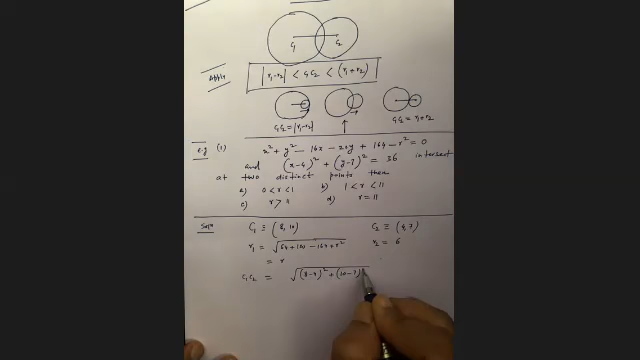 C₁ C₂
Apply |r₁-r₂| < C₁C₂ < (r₁+r₂)
C₁C₂ = |r₁-r₂| C₁C₂ = r₁+r₂
e.g (1) x² + y² - 16x - 20y + 164 - r² = 0
and (x-4)² + (y-7)² = 36 intersect
at two distinct points then
a) 0 < r < 1 b) 1 < r < 11
c) r > 11 d) r = 11
C₁ ≡ (8, 10) C₂ ≡ (4, 7)
r₁ = √(64+100-164+r²) r₂ = 6
= r
C₁C₂ = √((8-4)² + (10-7)